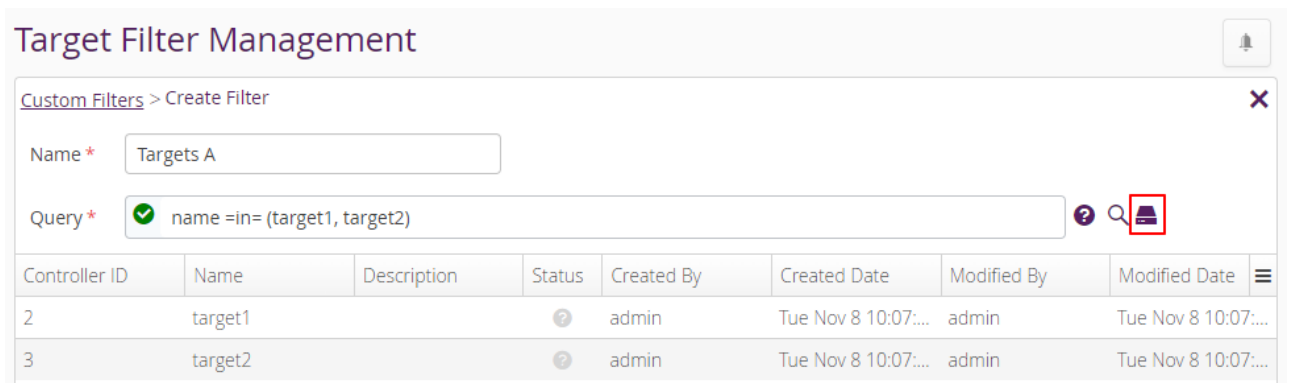 Target Filter Management
Custom Filters > Create Filter
Name * Targets A
Query * name =in= (target1, target2)
Controller ID Name Description Status Created By Created Date Modified By Modified Date
2 target1 admin Tue Nov 8 10:07:... admin Tue Nov 8 10:07:...
3 target2 admin Tue Nov 8 10:07:... admin Tue Nov 8 10:07:...